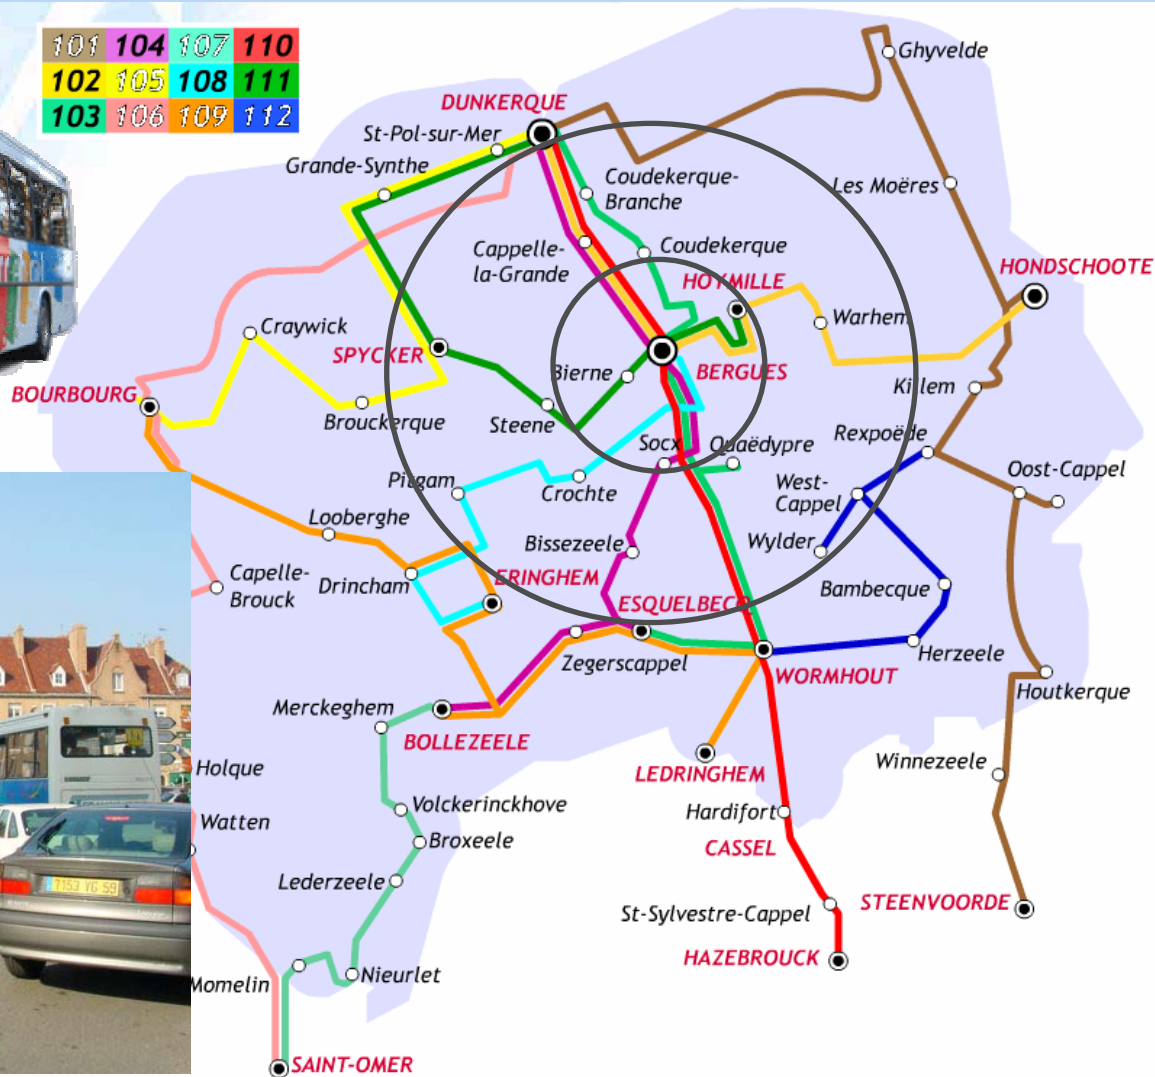 101 104 107 110
102 105 108 111
103 106 109 112
Ghyvelde
DUNKERQUE
St-Pol-sur-Mer
Grande-Synthe
Coudekerque-
Branche
Les Moëres
Cappelle-
la-Grande
Coudekerque
HOYMILLE
HONDSCHOOTE
Craywick
Warhem
SPYCKER
Bierne
BERGUES
BOURBOURG
Killem
Brouckerque
Steene
Rexpoëde
Socx
Quaëdypre
Oost-Cappel
Pitgam
Crochte
West-
Cappel
Looberghe
Bissezeele
Wylder
Capelle-
Brouck
Drincham
ERINGHEM
Bambecque
ESQUELBECQ
Zegerscappel
Herzeele
WORMHOUT
Houtkerque
Merckeghem
BOLLEZEELE
Holque
LEDRINGHEM
Winnezeele
Volckerinckhove
Hardifort
Watten
Broxeele
CASSEL
Lederzeele
7153 VG 59
St-Sylvestre-Cappel
STEENVOORDE
HAZEBROUCK
Momelin
Nieurlet
SAINT-OMER